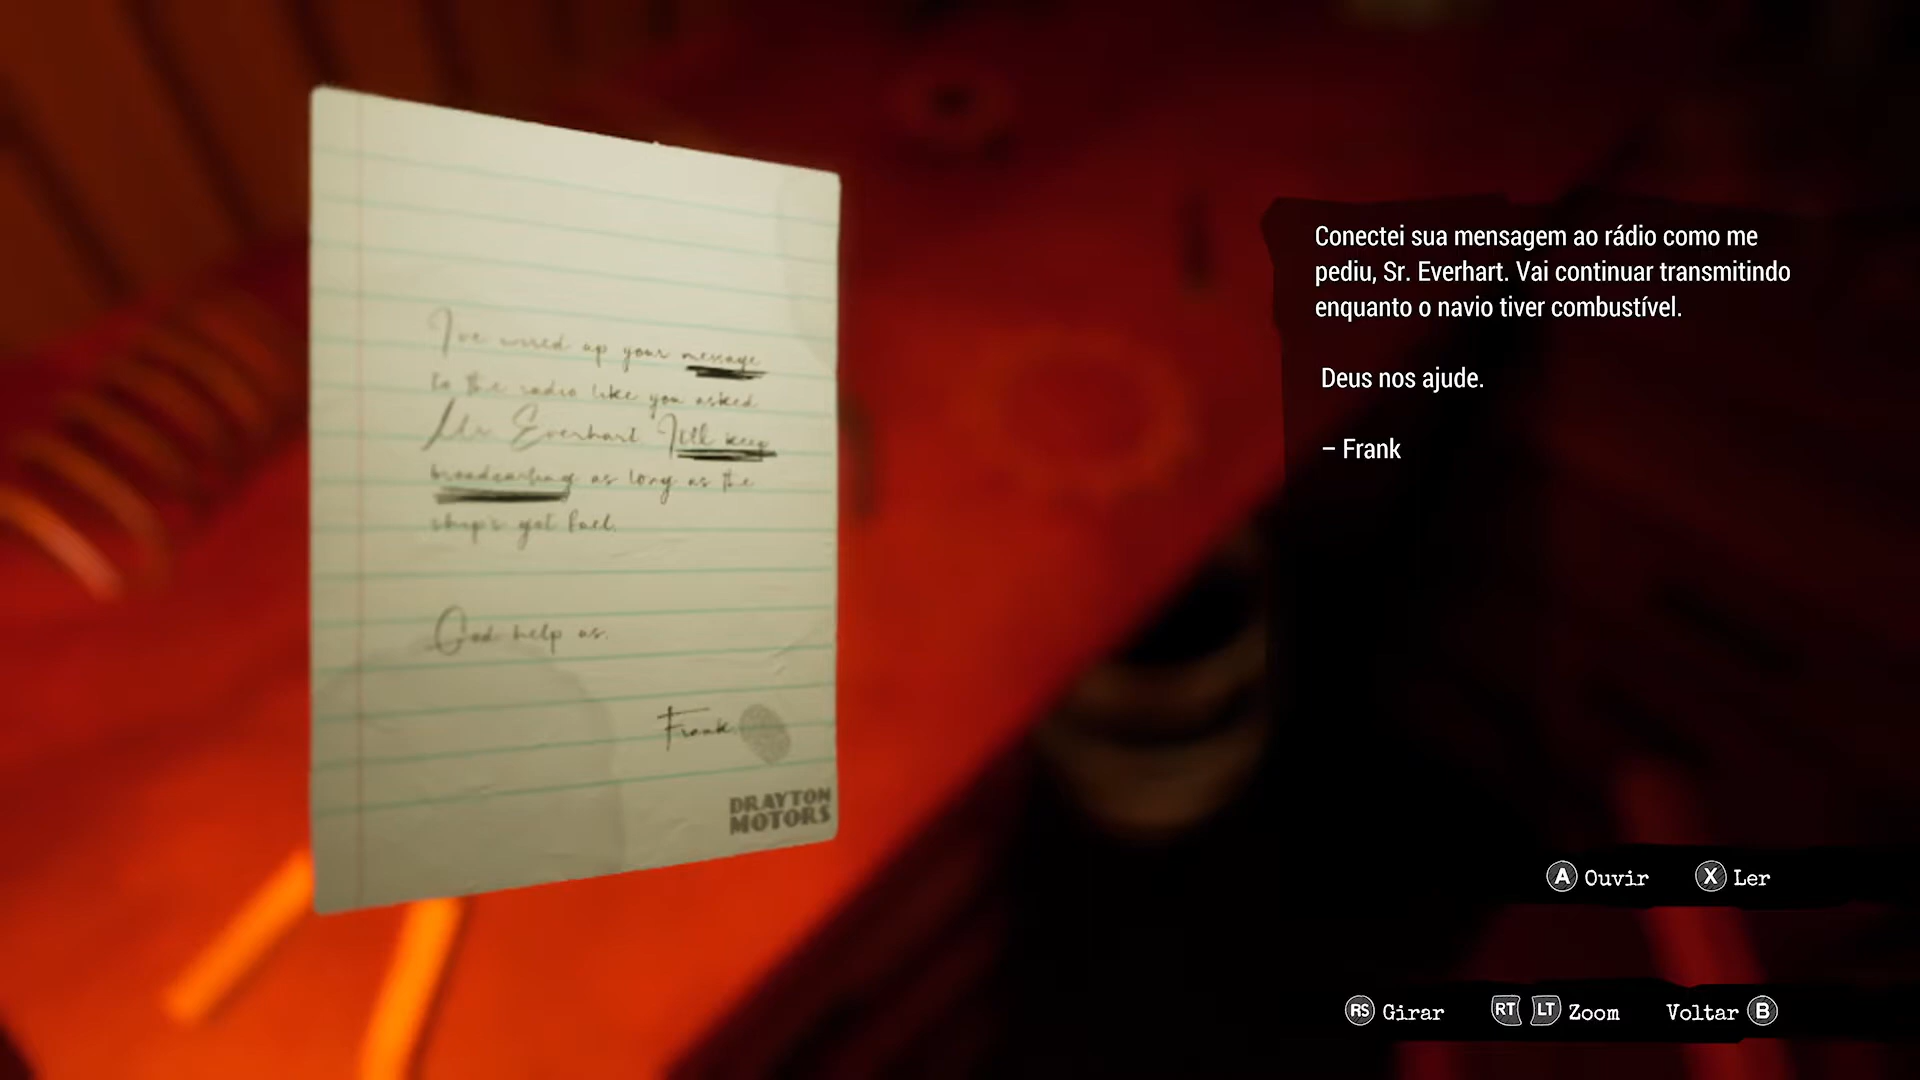 I've wired up your message
to the radio like you asked
Mr Everhart. It'll keep
broadcasting as long as the
ship's got fuel.
God help us.
Frank
DRAYTON
MOTORS
Conectei sua mensagem ao rádio como me
pediu, Sr. Everhart. Vai continuar transmitindo
enquanto o navio tiver combustível.
Deus nos ajude.
– Frank
A Ouvir X Ler
RS Girar RT LT Zoom Voltar B